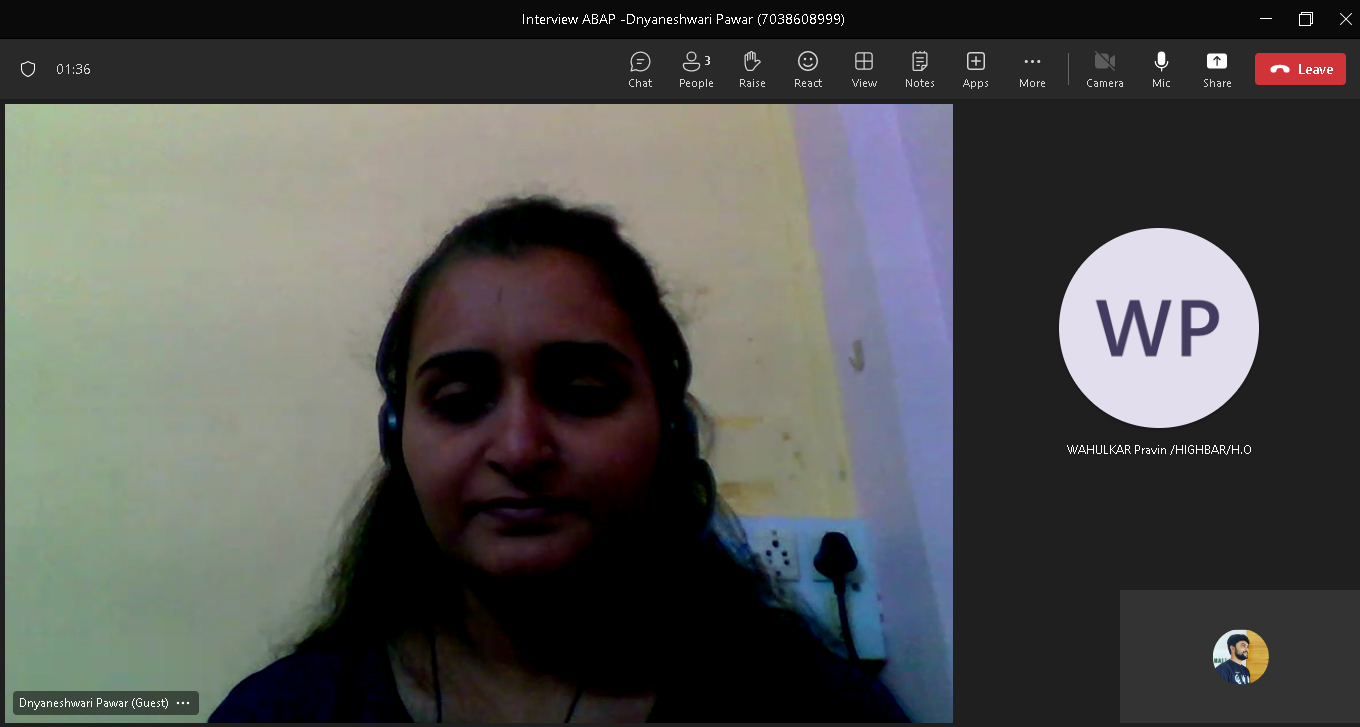 Interview ABAP -Dnyaneshwari Pawar (7038608999)
01:36
Chat
People
3
Raise
React
View
Notes
Apps
More
Camera
Mic
Share
Leave
WP
WAHULKAR Pravin /HIGHBAR/H.O
Dnyaneshwari Pawar (Guest)